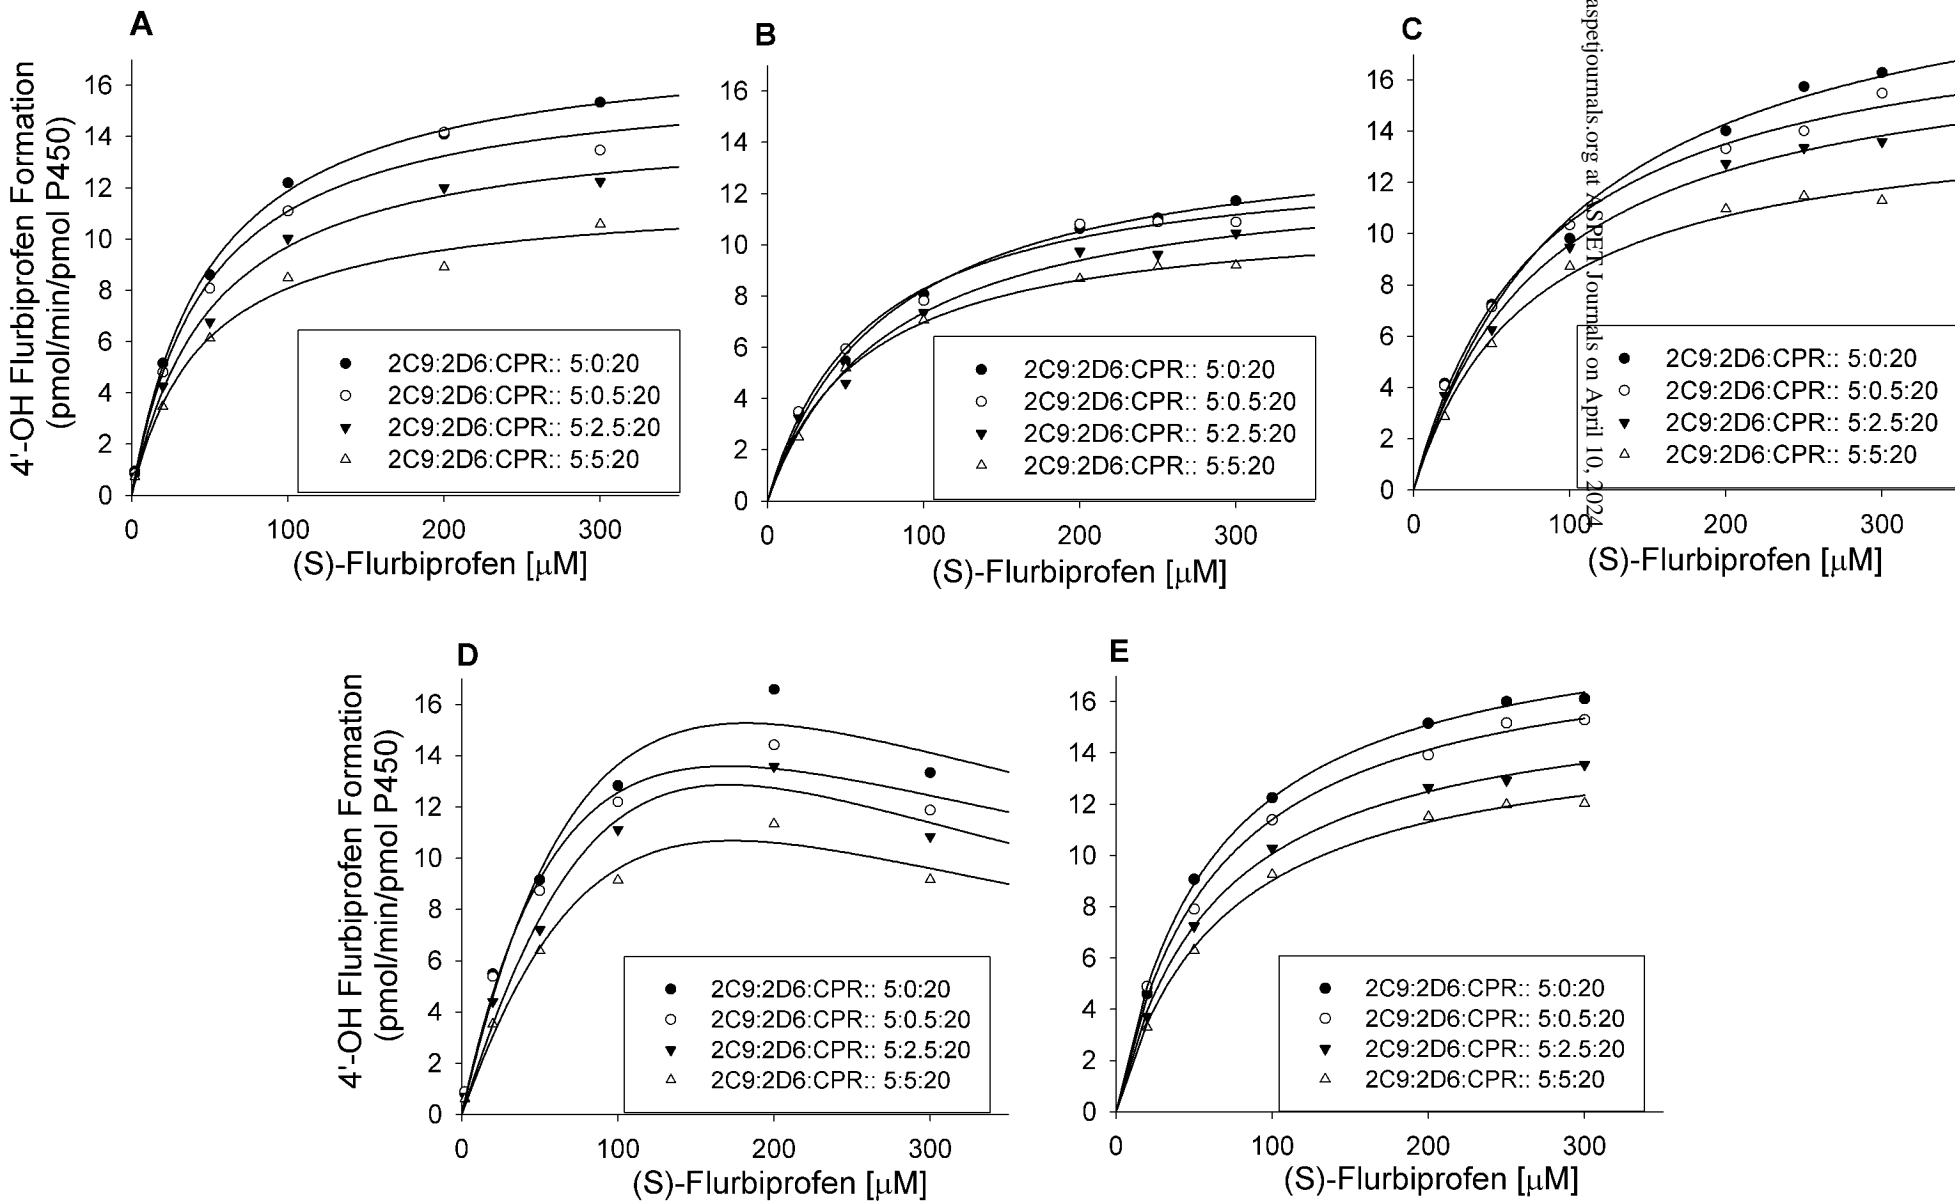 A
4'-OH Flurbiprofen Formation
(pmol/min/pmol P450)
16
14
12
10
8
6
4
2
0
2C9:2D6:CPR:: 5:0:20
2C9:2D6:CPR:: 5:0.5:20
2C9:2D6:CPR:: 5:2.5:20
2C9:2D6:CPR:: 5:5:20
0 100 200 300
(S)-Flurbiprofen [μM]
B
16
14
12
10
8
6
4
2
0
2C9:2D6:CPR:: 5:0:20
2C9:2D6:CPR:: 5:0.5:20
2C9:2D6:CPR:: 5:2.5:20
2C9:2D6:CPR:: 5:5:20
0 100 200 300
(S)-Flurbiprofen [μM]
C
16
14
12
10
8
6
4
2
0
2C9:2D6:CPR:: 5:0:20
2C9:2D6:CPR:: 5:0.5:20
2C9:2D6:CPR:: 5:2.5:20
2C9:2D6:CPR:: 5:5:20
0 100 200 300
(S)-Flurbiprofen [μM]
aspetjournals.org at ASPET Journals on April 10, 2024
D
4'-OH Flurbiprofen Formation
(pmol/min/pmol P450)
16
14
12
10
8
6
4
2
0
2C9:2D6:CPR:: 5:0:20
2C9:2D6:CPR:: 5:0.5:20
2C9:2D6:CPR:: 5:2.5:20
2C9:2D6:CPR:: 5:5:20
0 100 200 300
(S)-Flurbiprofen [μM]
E
16
14
12
10
8
6
4
2
0
2C9:2D6:CPR:: 5:0:20
2C9:2D6:CPR:: 5:0.5:20
2C9:2D6:CPR:: 5:2.5:20
2C9:2D6:CPR:: 5:5:20
0 100 200 300
(S)-Flurbiprofen [μM]